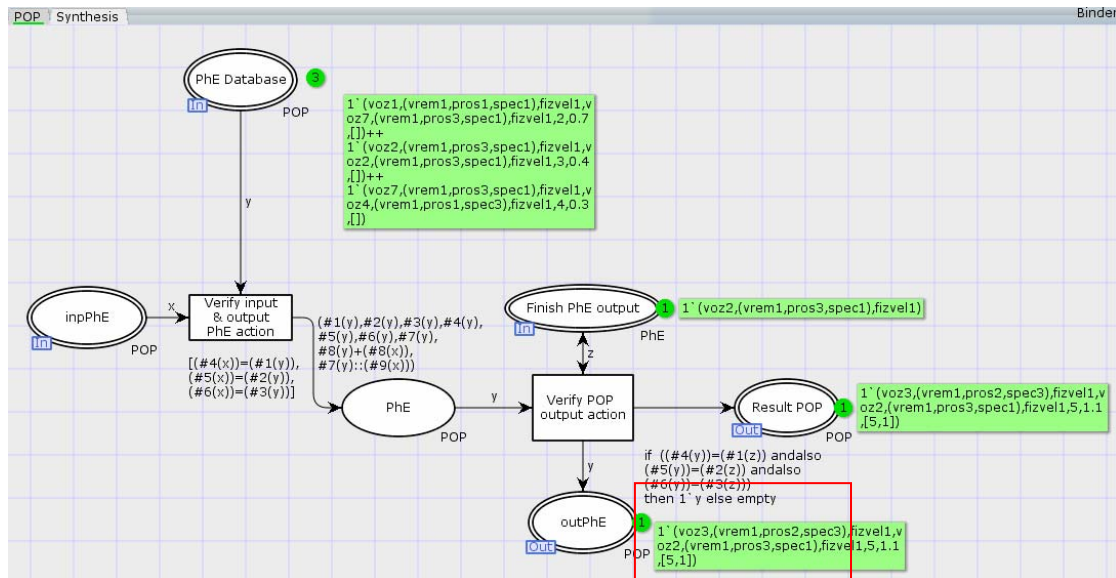 POP Synthesis
Binder
PhE Database
3
In
POP
1`(voz1,(vrem1,pros1,spec1),fizvel1,v
oz7,(vrem1,pros3,spec1),fizvel1,2,0.7
,[])++
1`(voz2,(vrem1,pros3,spec1),fizvel1,v
oz2,(vrem1,pros3,spec1),fizvel1,3,0.4
,[])++
1`(voz7,(vrem1,pros3,spec1),fizvel1,v
oz4,(vrem1,pros1,spec3),fizvel1,4,0.3
,[])
y
inpPhE
In
POP
x
Verify input
& output
PhE action
[(#4(x))=(#1(y)),
(#5(x))=(#2(y)),
(#6(x))=(#3(y))]
(#1(y),#2(y),#3(y),#4(y),
#5(y),#6(y),#7(y),
#8(y)+(#8(x)),
#7(y)::(#9(x)))
PhE
POP
y
Finish PhE output
1
In
PhE
1`(voz2,(vrem1,pros3,spec1),fizvel1)
z
Verify POP
output action
Result POP
1
Out
POP
1`(voz3,(vrem1,pros2,spec3),fizvel1,v
oz2,(vrem1,pros3,spec1),fizvel1,5,1.1
,[5,1])
if ((#4(y))=(#1(z)) andalso
(#5(y))=(#2(z)) andalso
(#6(y))=(#3(z)))
then 1`y else empty
y
outPhE
1
Out
POP
1`(voz3,(vrem1,pros2,spec3),fizvel1,v
oz2,(vrem1,pros3,spec1),fizvel1,5,1.1
,[5,1])